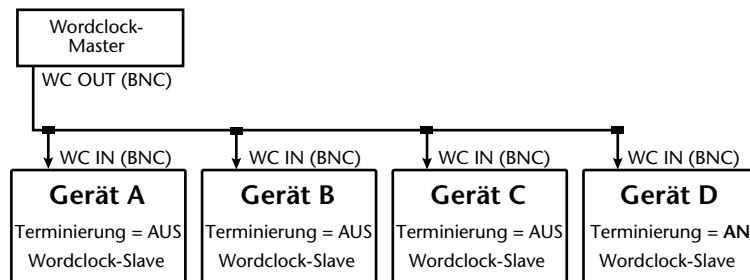 Wordclock-
Master
WC OUT (BNC)
WC IN (BNC)
WC IN (BNC)
WC IN (BNC)
WC IN (BNC)
Gerät A
Terminierung = AUS
Wordclock-Slave
Gerät B
Terminierung = AUS
Wordclock-Slave
Gerät C
Terminierung = AUS
Wordclock-Slave
Gerät D
Terminierung = AN
Wordclock-Slave